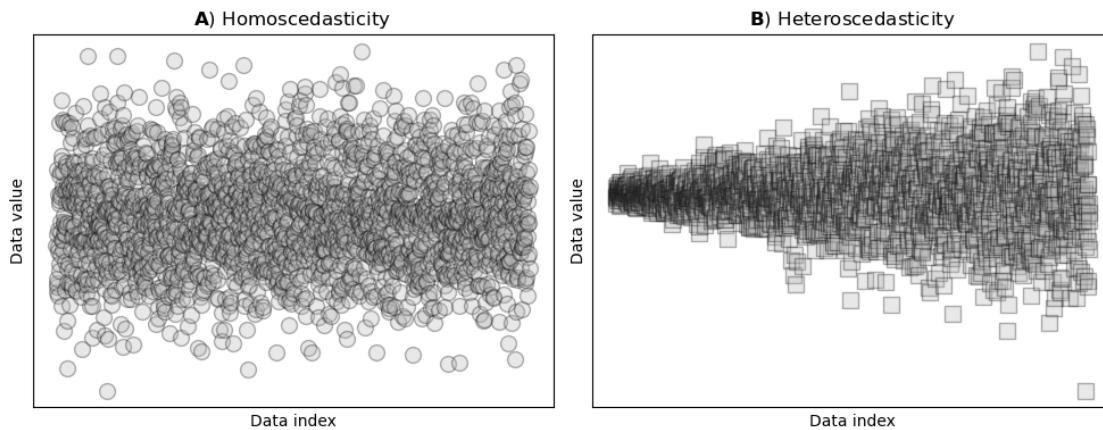 A) Homoscedasticity
Data value
Data index
B) Heteroscedasticity
Data value
Data index